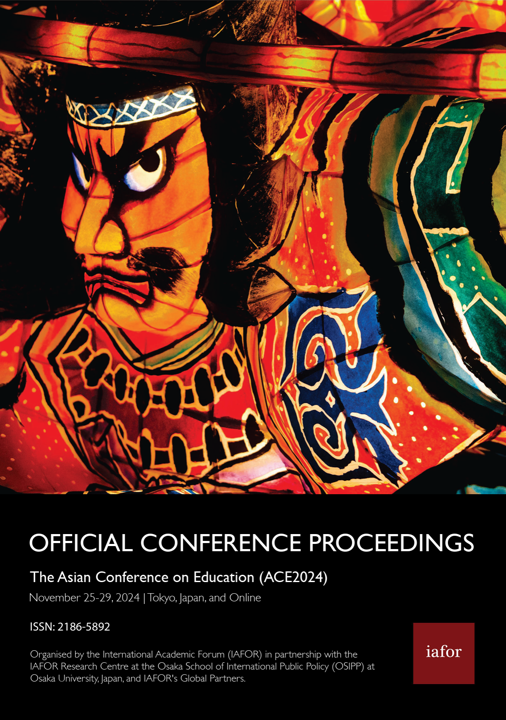 OFFICIAL CONFERENCE PROCEEDINGS
The Asian Conference on Education (ACE2024)
November 25-29, 2024 | Tokyo, Japan, and Online
ISSN: 2186-5892
Organised by the International Academic Forum (IAFOR) in partnership with the
IAFOR Research Centre at the Osaka School of International Public Policy (OSIPP) at
Osaka University, Japan, and IAFOR's Global Partners.
iafor